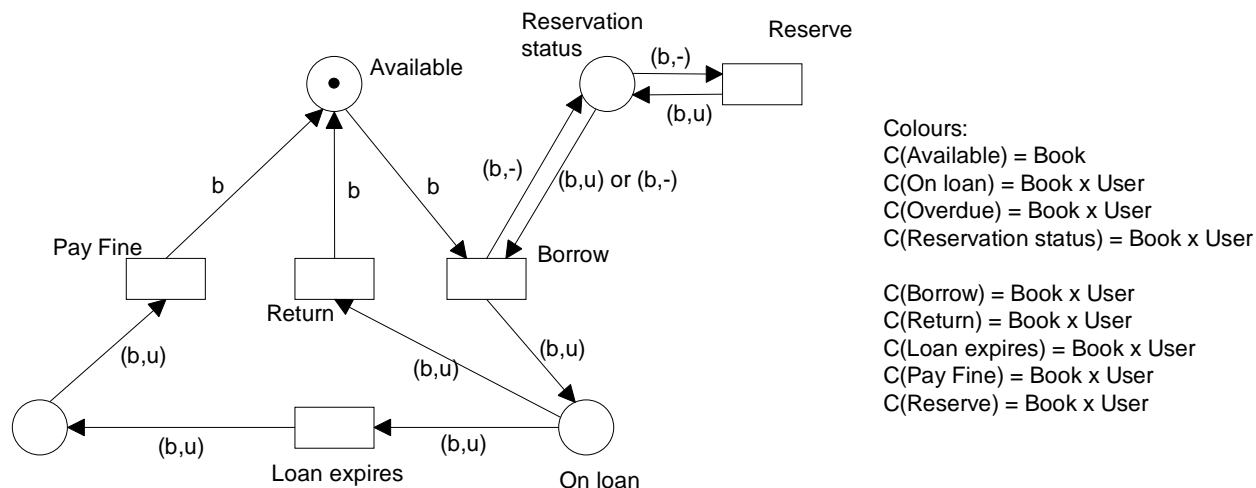 Reservation
status
Reserve
Available
(b,-)
(b,u)
b
b
b
(b,-)
(b,u) or (b,-)
Pay Fine
Borrow
Return
(b,u)
(b,u)
(b,u)
(b,u)
(b,u)
Loan expires
On loan
Colours:
C(Available) = Book
C(On loan) = Book x User
C(Overdue) = Book x User
C(Reservation status) = Book x User
C(Borrow) = Book x User
C(Return) = Book x User
C(Loan expires) = Book x User
C(Pay Fine) = Book x User
C(Reserve) = Book x User